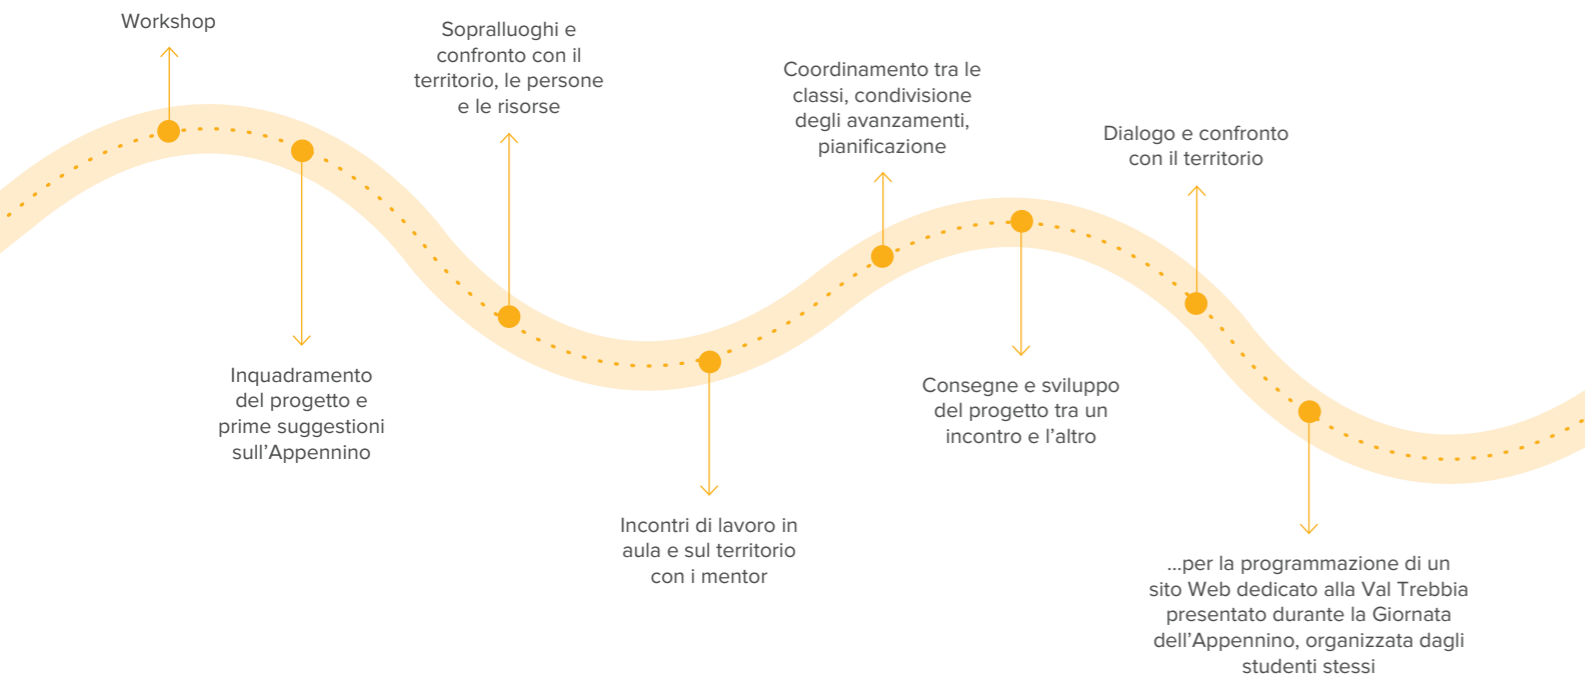 Workshop
Inquadramento
del progetto e
prime suggestioni
sull'Appennino
Sopralluoghi e
confronto con il
territorio, le persone
e le risorse
Incontri di lavoro in
aula e sul territorio
con i mentor
Coordinamento tra le
classi, condivisione
degli avanzamenti,
pianificazione
Consegne e sviluppo
del progetto tra un
incontro e l'altro
Dialogo e confronto
con il territorio
...per la programmazione di un
sito Web dedicato alla Val Trebbia
presentato durante la Giornata
dell'Appennino, organizzata dagli
studenti stessi